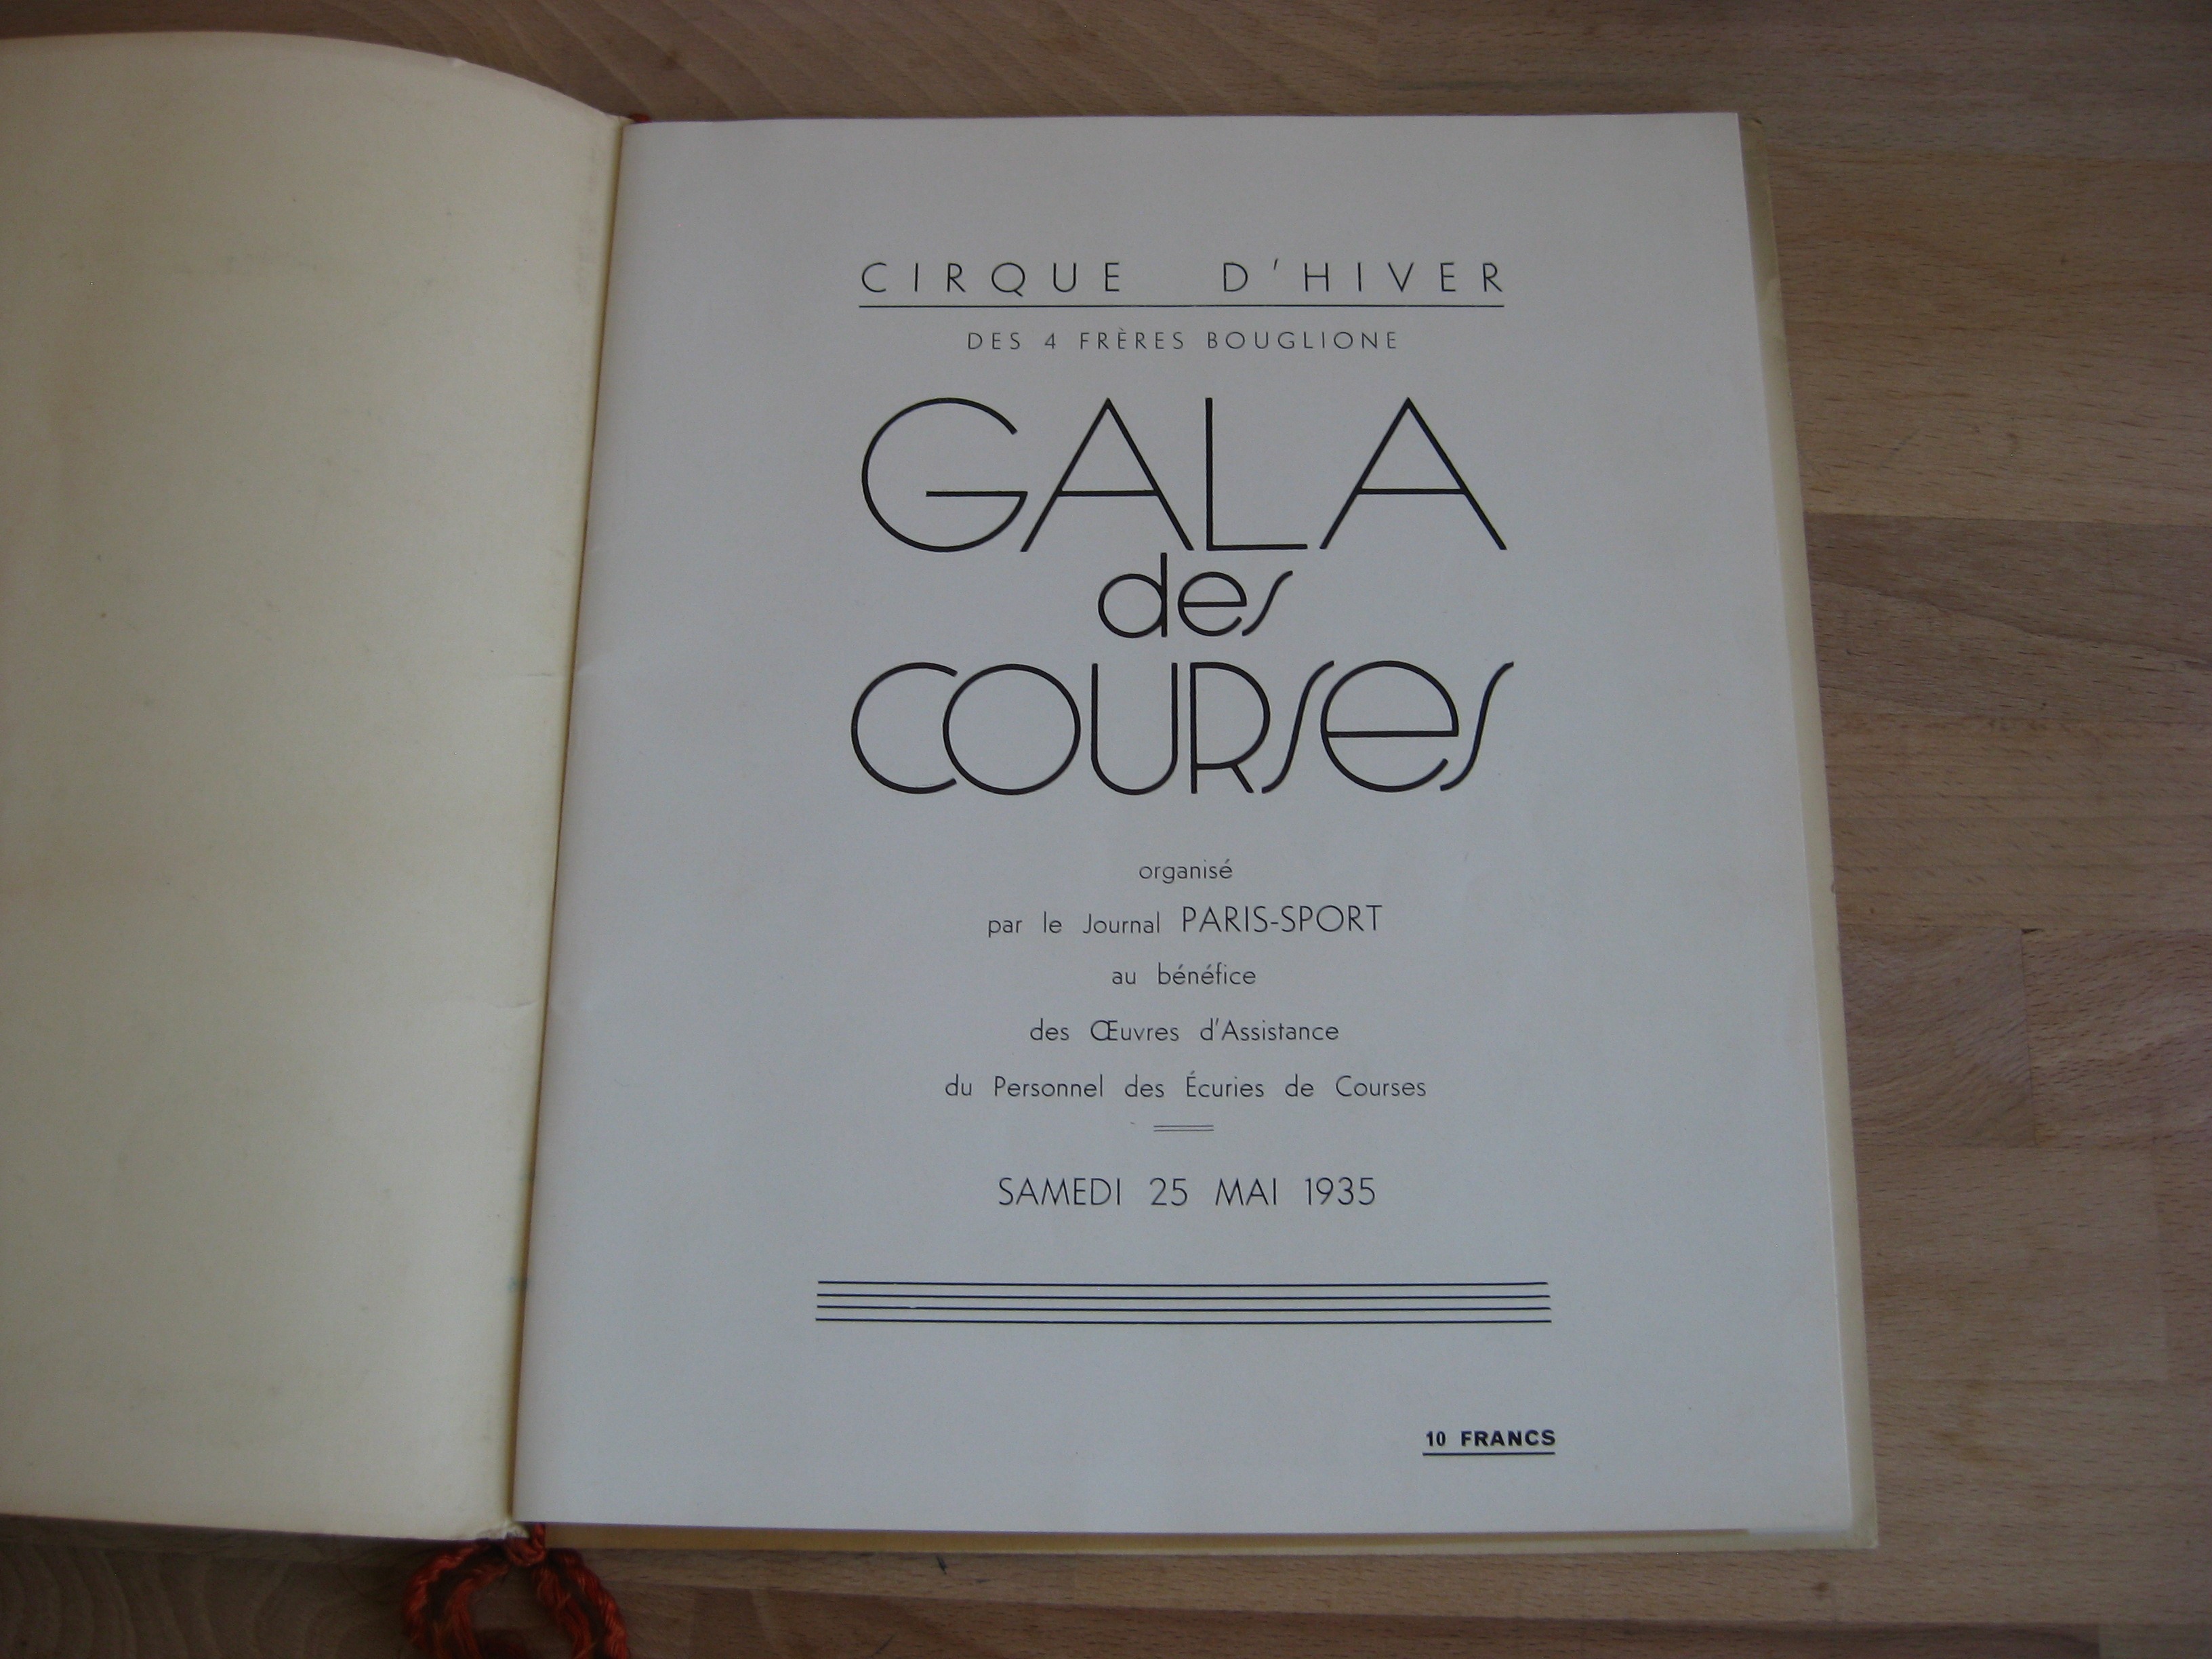 CIRQUE D'HIVER
DES 4 FRÈRES BOUGLIONE
GALA
des
COURSES
organisé
par le Journal PARIS-SPORT
au bénéfice
des Œuvres d'Assistance
du Personnel des Écuries de Courses
SAMEDI 25 MAI 1935
10 FRANCS